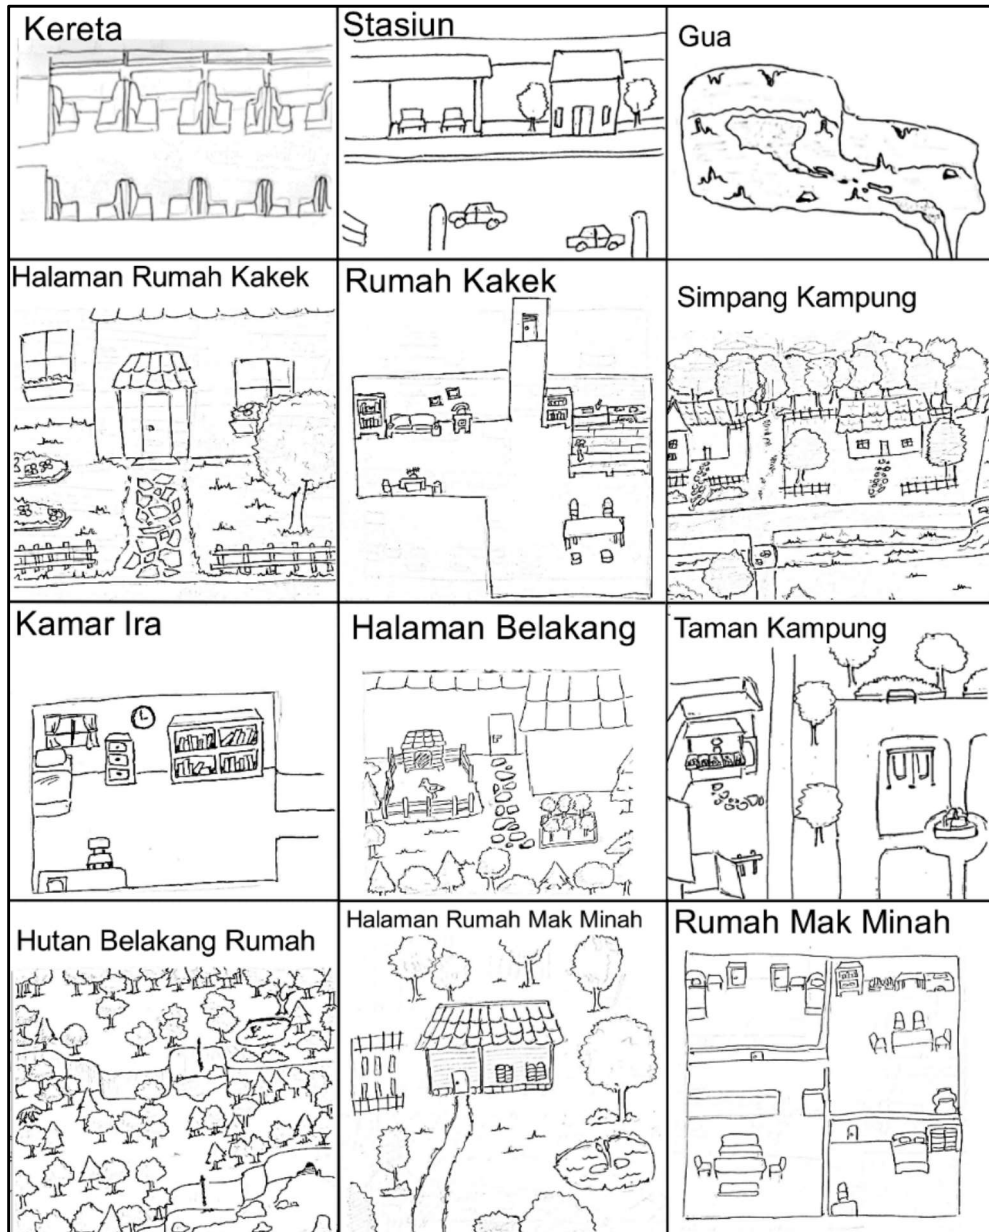 Kereta
Stasiun
Gua
Halaman Rumah Kakek
Rumah Kakek
Simpang Kampung
Kamar Ira
Halaman Belakang
Taman Kampung
Hutan Belakang Rumah
Halaman Rumah Mak Minah
Rumah Mak Minah